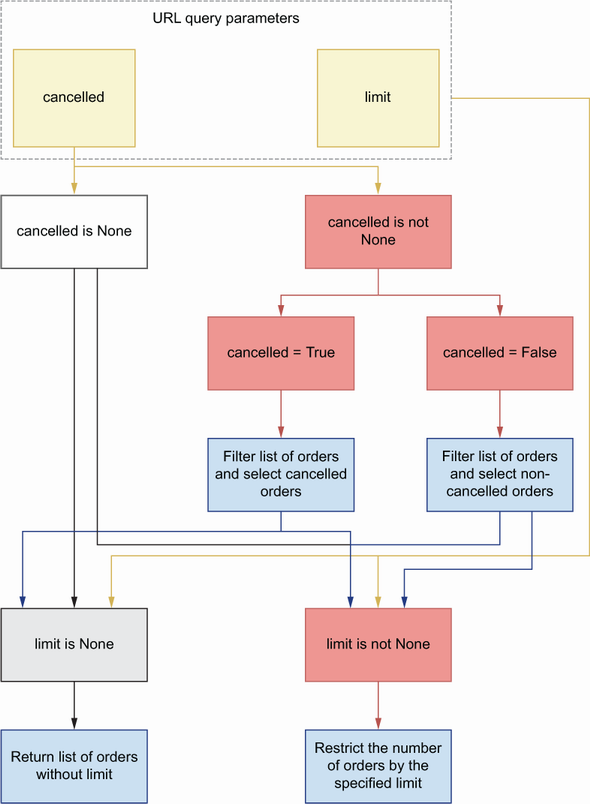 URL query parameters
cancelled
limit
cancelled is None
cancelled is not
None
cancelled = True
cancelled = False
Filter list of orders
and select cancelled
orders
Filter list of orders
and select non-
cancelled orders
limit is None
limit is not None
Return list of orders
without limit
Restrict the number
of orders by the
specified limit